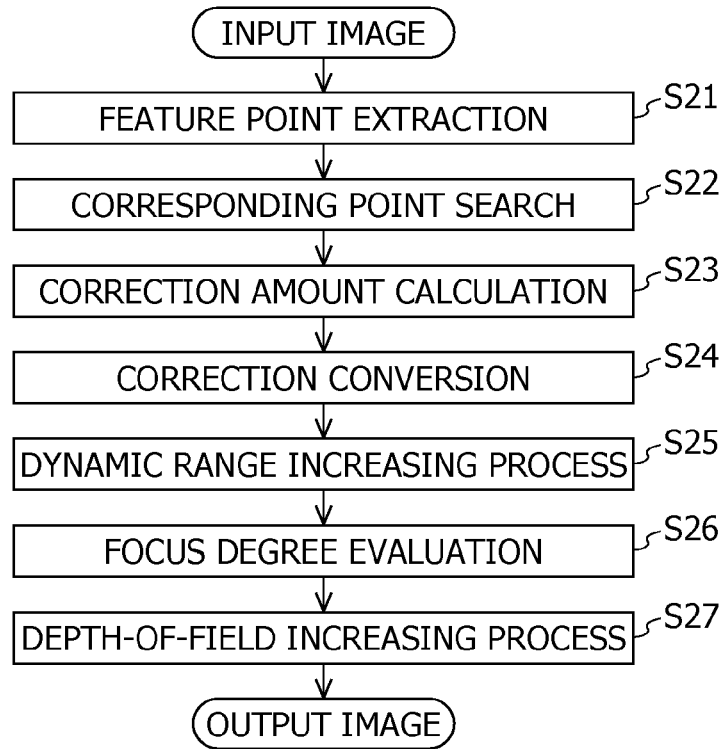 INPUT IMAGE
FEATURE POINT EXTRACTION
S21
CORRESPONDING POINT SEARCH
S22
CORRECTION AMOUNT CALCULATION
S23
CORRECTION CONVERSION
S24
DYNAMIC RANGE INCREASING PROCESS
S25
FOCUS DEGREE EVALUATION
S26
DEPTH-OF-FIELD INCREASING PROCESS
S27
OUTPUT IMAGE